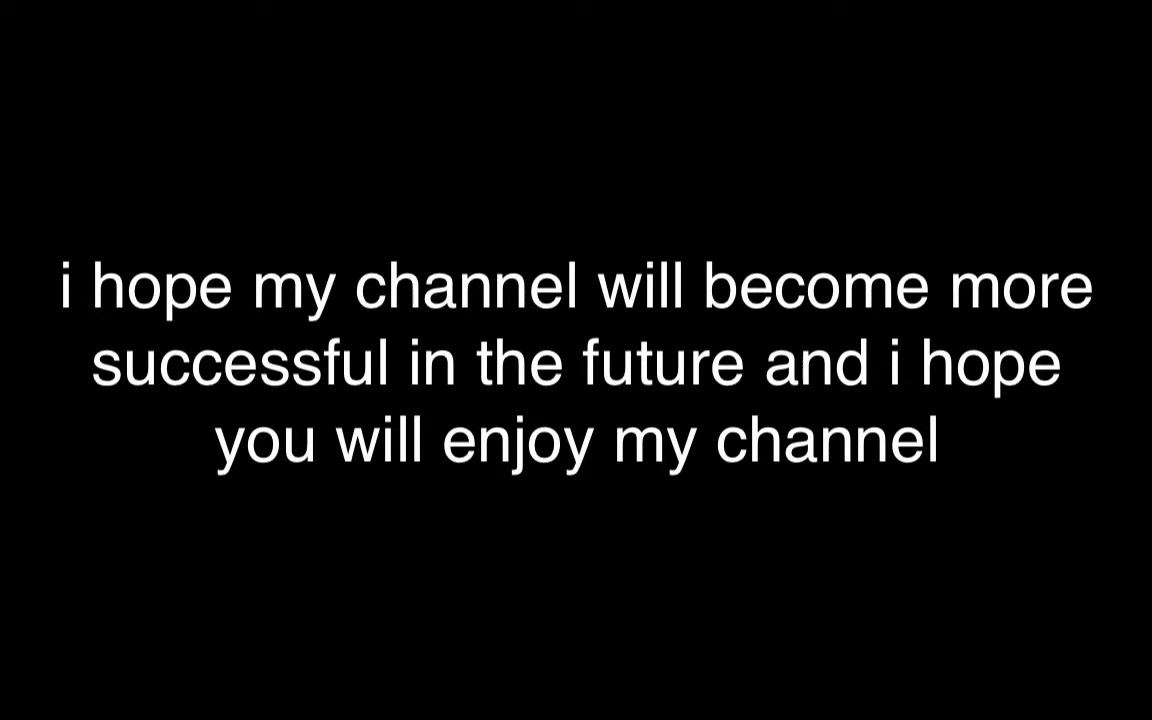 i hope my channel will become more
successful in the future and i hope
you will enjoy my channel